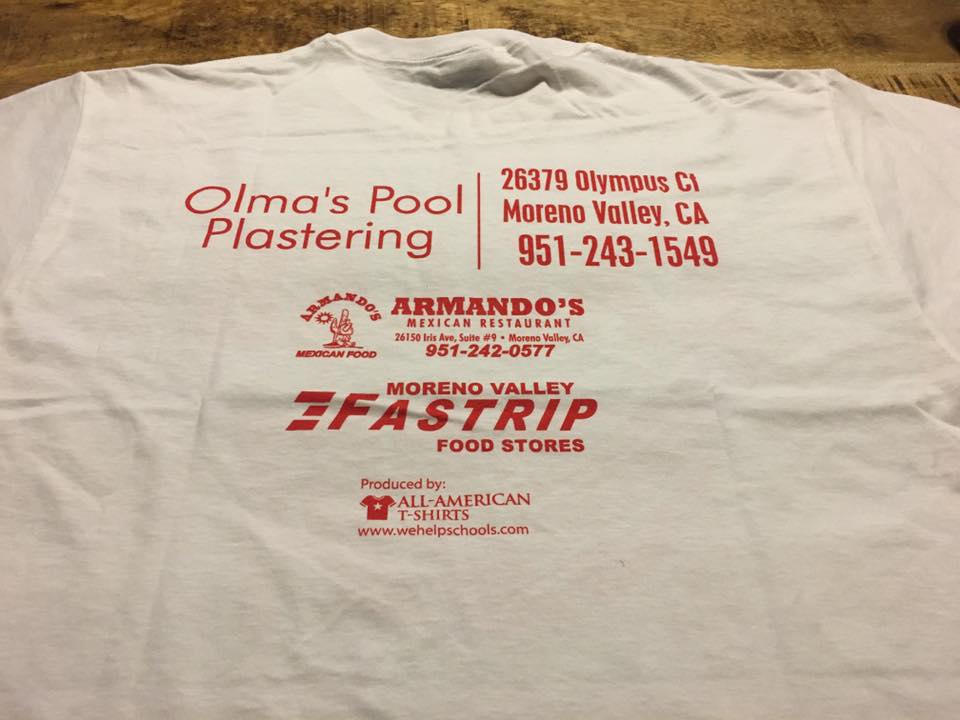 Olma's Pool
Plastering
26379 Olympus Ct
Moreno Valley, CA
951-243-1549
ARMANDO'S
MEXICAN FOOD
ARMANDO'S
MEXICAN RESTAURANT
26150 Iris Ave, Suite #9 • Moreno Valley, CA
951-242-0577
MORENO VALLEY
FASTRIP
FOOD STORES
Produced by:
ALL-AMERICAN
T-SHIRTS
www.wehelpschools.com